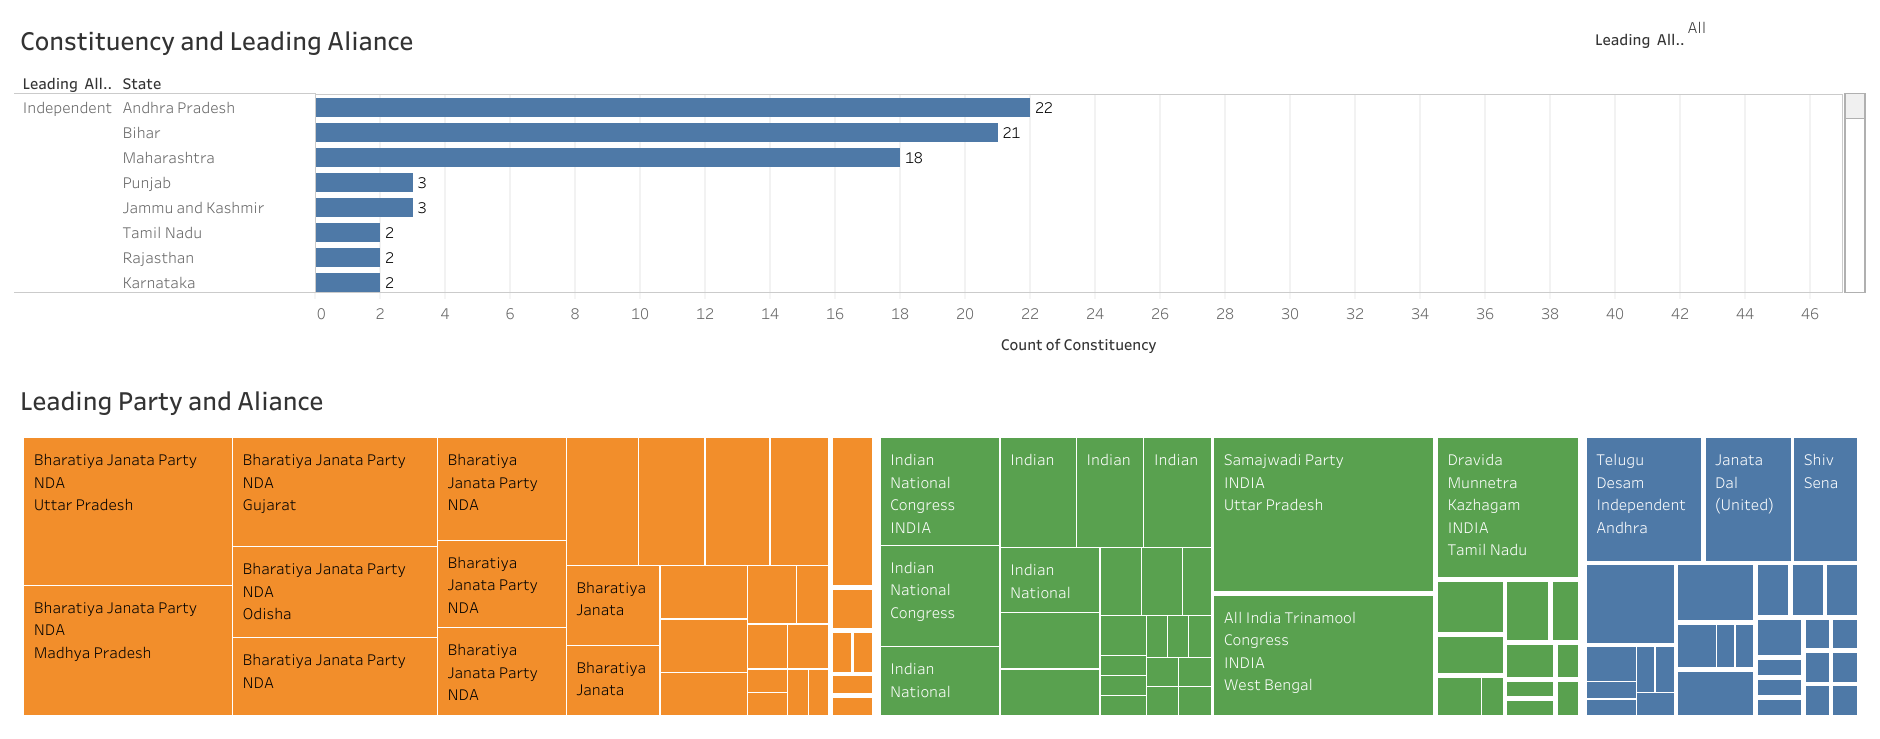 Constituency and Leading Aliance
All
Leading All..
Leading All.. State
Independent Andhra Pradesh 22
Bihar 21
Maharashtra 18
Punjab 3
Jammu and Kashmir 3
Tamil Nadu 2
Rajasthan 2
Karnataka 2
0 2 4 6 8 10 12 14 16 18 20 22 24 26 28 30 32 34 36 38 40 42 44 46
Count of Constituency
Leading Party and Aliance
Bharatiya Janata Party
NDA
Uttar Pradesh
Bharatiya Janata Party
NDA
Madhya Pradesh
Bharatiya Janata Party
NDA
Gujarat
Bharatiya Janata Party
NDA
Odisha
Bharatiya Janata Party
NDA
Bharatiya
Janata Party
NDA
Bharatiya
Janata Party
NDA
Bharatiya
Janata Party
NDA
Bharatiya
Janata
Bharatiya
Janata
Indian
National
Congress
INDIA
Indian
National
Congress
Indian
National
Indian
Indian
Indian
Indian
National
Samajwadi Party
INDIA
Uttar Pradesh
All India Trinamool
Congress
INDIA
West Bengal
Dravida
Munnetra
Kazhagam
INDIA
Tamil Nadu
Telugu
Desam
Independent
Andhra
Janata
Dal
(United)
Shiv
Sena